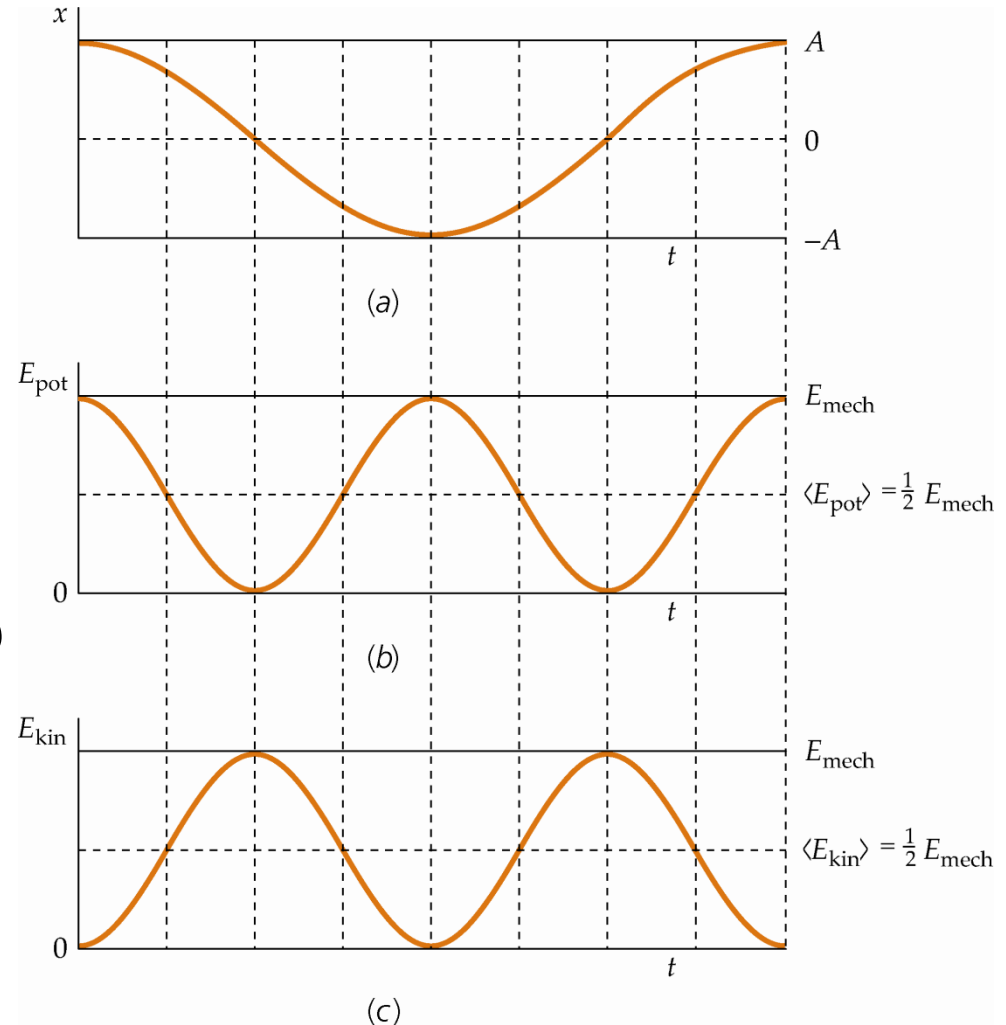 x
A
0
–A
t
(a)
E_pot
E_mech
⟨E_pot⟩ = 1/2 E_mech
0
t
)
(b)
E_kin
E_mech
⟨E_kin⟩ = 1/2 E_mech
0
t
(c)